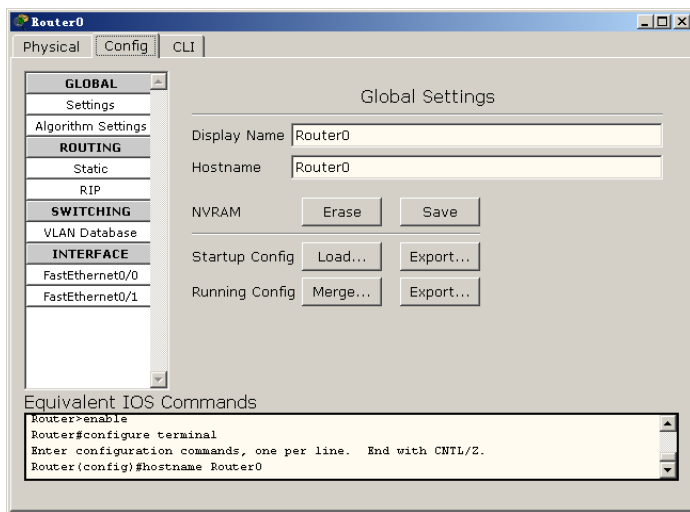 Router0
Physical Config CLI
GLOBAL
Settings
Algorithm Settings
ROUTING
Static
RIP
SWITCHING
VLAN Database
INTERFACE
FastEthernet0/0
FastEthernet0/1
Global Settings
Display Name Router0
Hostname Router0
NVRAM Erase Save
Startup Config Load... Export...
Running Config Merge... Export...
Equivalent IOS Commands
Router>enable
Router#configure terminal
Enter configuration commands, one per line. End with CNTL/Z.
Router(config)#hostname Router0